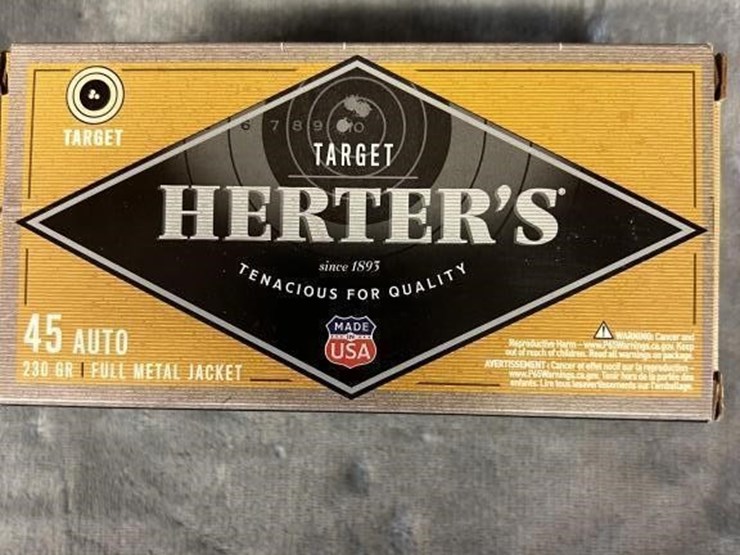 TARGET
6 7 8 9 10
TARGET
HERTER'S
since 1893
TENACIOUS FOR QUALITY
MADE
IN
USA
45 AUTO
230 GR | FULL METAL JACKET
WARNING: Cancer and
Reproductive Harm - www.P65Warnings.ca.gov. Keep
out of reach of children. Read all warnings on package.
AVERTISSEMENT: Cancer et effet nocif sur la reproduction -
www.P65Warnings.ca.gov. Tenir hors de la portée des
enfants. Lire tous les avertissements sur l'emballage.